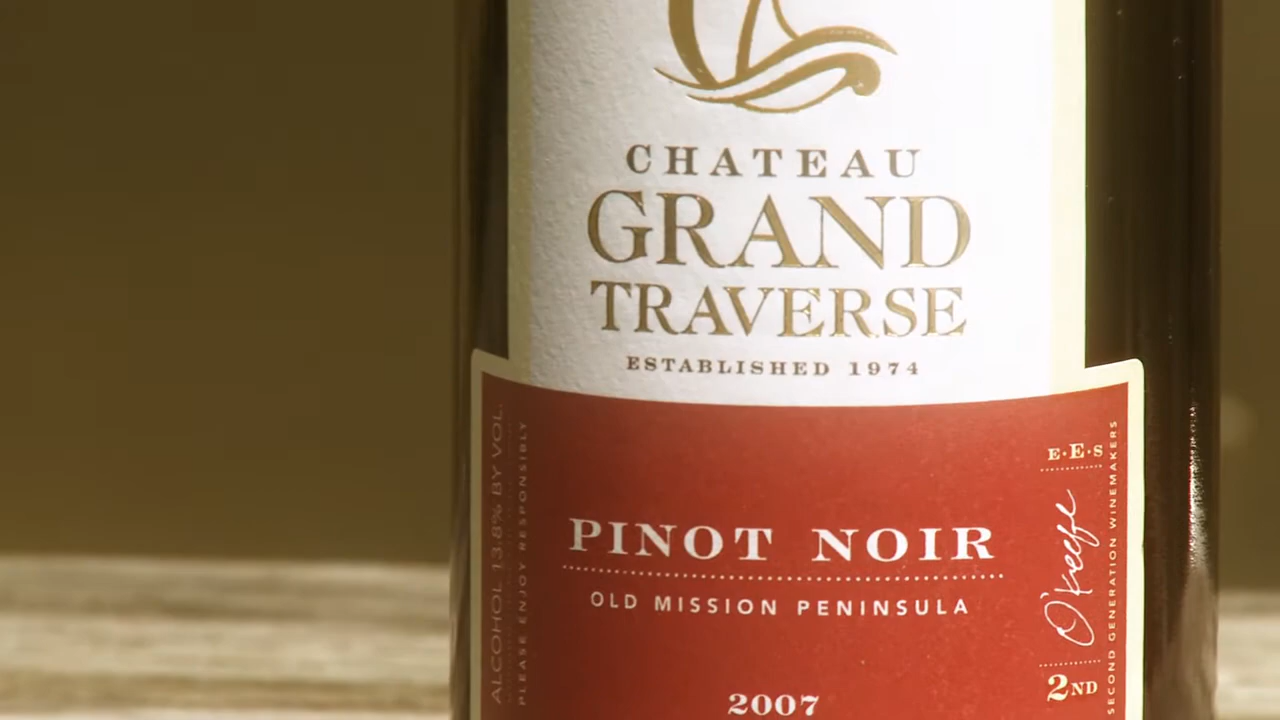 CHATEAU
GRAND
TRAVERSE
ESTABLISHED 1974
ALCOHOL 13.8% BY VOL.
PLEASE ENJOY RESPONSIBLY
PINOT NOIR
OLD MISSION PENINSULA
2007
E·E·S
O'Keefe
2ND
SECOND GENERATION WINEMAKERS